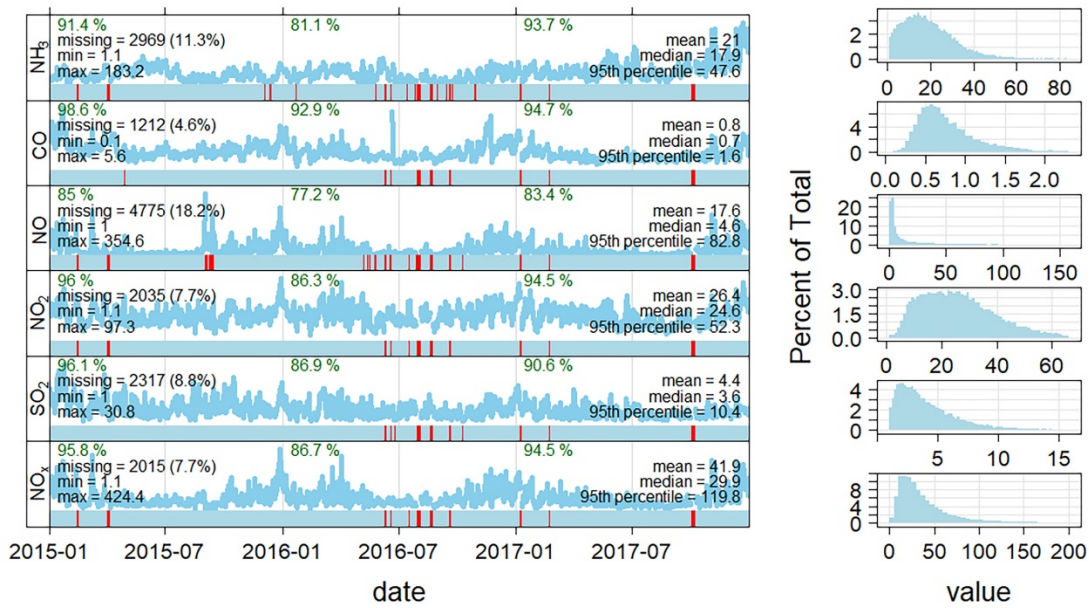 91.4 % 81.1 % 93.7 %
NH₃
missing = 2969 (11.3%)
min = 1.1
max = 183.2
mean = 21
median = 17.9
95th percentile = 47.6
98.6 % 92.9 % 94.7 %
CO
missing = 1212 (4.6%)
min = 0.1
max = 5.6
mean = 0.8
median = 0.7
95th percentile = 1.6
85 % 77.2 % 83.4 %
NO
missing = 4775 (18.2%)
min = 1
max = 354.6
mean = 17.6
median = 4.6
95th percentile = 82.8
96 % 86.3 % 94.5 %
NO₂
missing = 2035 (7.7%)
min = 1.1
max = 97.3
mean = 26.4
median = 24.6
95th percentile = 52.3
96.1 % 86.9 % 90.6 %
SO₂
missing = 2317 (8.8%)
min = 1
max = 30.8
mean = 4.4
median = 3.6
95th percentile = 10.4
95.8 % 86.7 % 94.5 %
NOₓ
missing = 2015 (7.7%)
min = 1.1
max = 424.4
mean = 41.9
median = 29.9
95th percentile = 119.8
2015-01 2015-07 2016-01 2016-07 2017-01 2017-07
date
Percent of Total
2
0
0 20 40 60 80
4
2
0
0.0 0.5 1.0 1.5 2.0
20
10
0
0 50 100 150
3.0
1.5
0.0
0 20 40 60
4
2
0
5 10 15
8
4
0
0 50 100 150 200
value